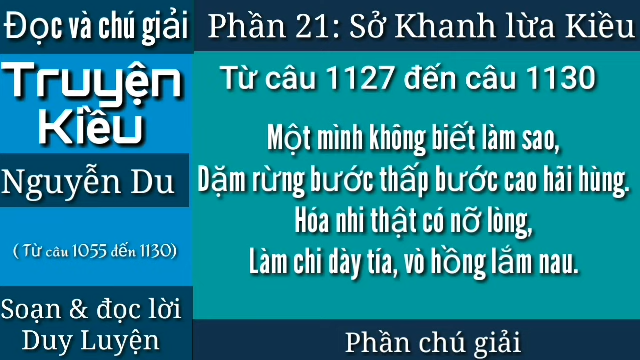 Đọc và chú giải
Truyện
Kiều
Nguyễn Du
( Từ câu 1055 đến 1130)
Soạn & đọc lời
Duy Luyện
Phần 21: Sở Khanh lừa Kiều
Từ câu 1127 đến câu 1130
Một mình không biết làm sao,
Dặm rừng bước thấp bước cao hãi hùng.
Hóa nhi thật có nỡ lòng,
Làm chi dày tía, vò hồng lắm nau.
Phần chú giải